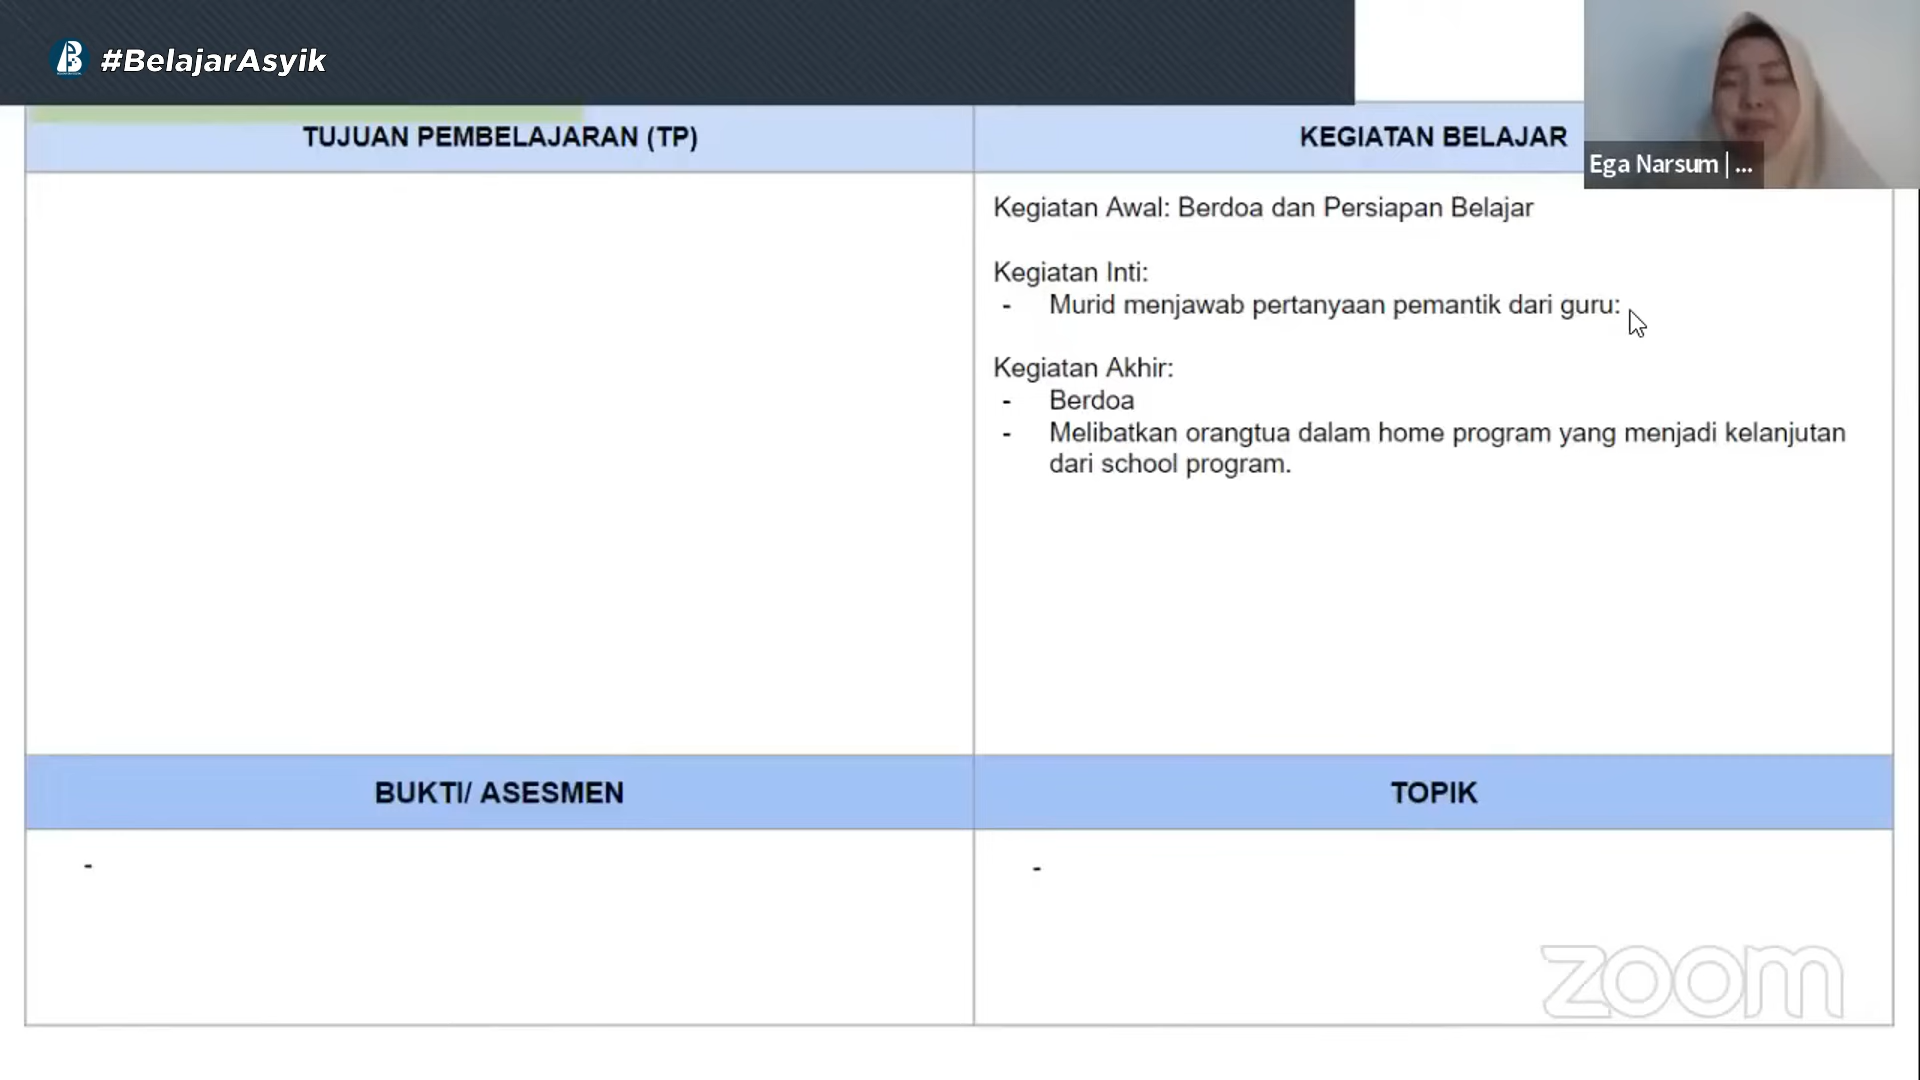 #BelajarAsyik
Ega Narsum | ...
TUJUAN PEMBELAJARAN (TP)
KEGIATAN BELAJAR
Kegiatan Awal: Berdoa dan Persiapan Belajar
Kegiatan Inti:
- Murid menjawab pertanyaan pemantik dari guru:
Kegiatan Akhir:
- Berdoa
- Melibatkan orangtua dalam home program yang menjadi kelanjutan
dari school program.
BUKTI/ ASESMEN
TOPIK
-
-
zoom